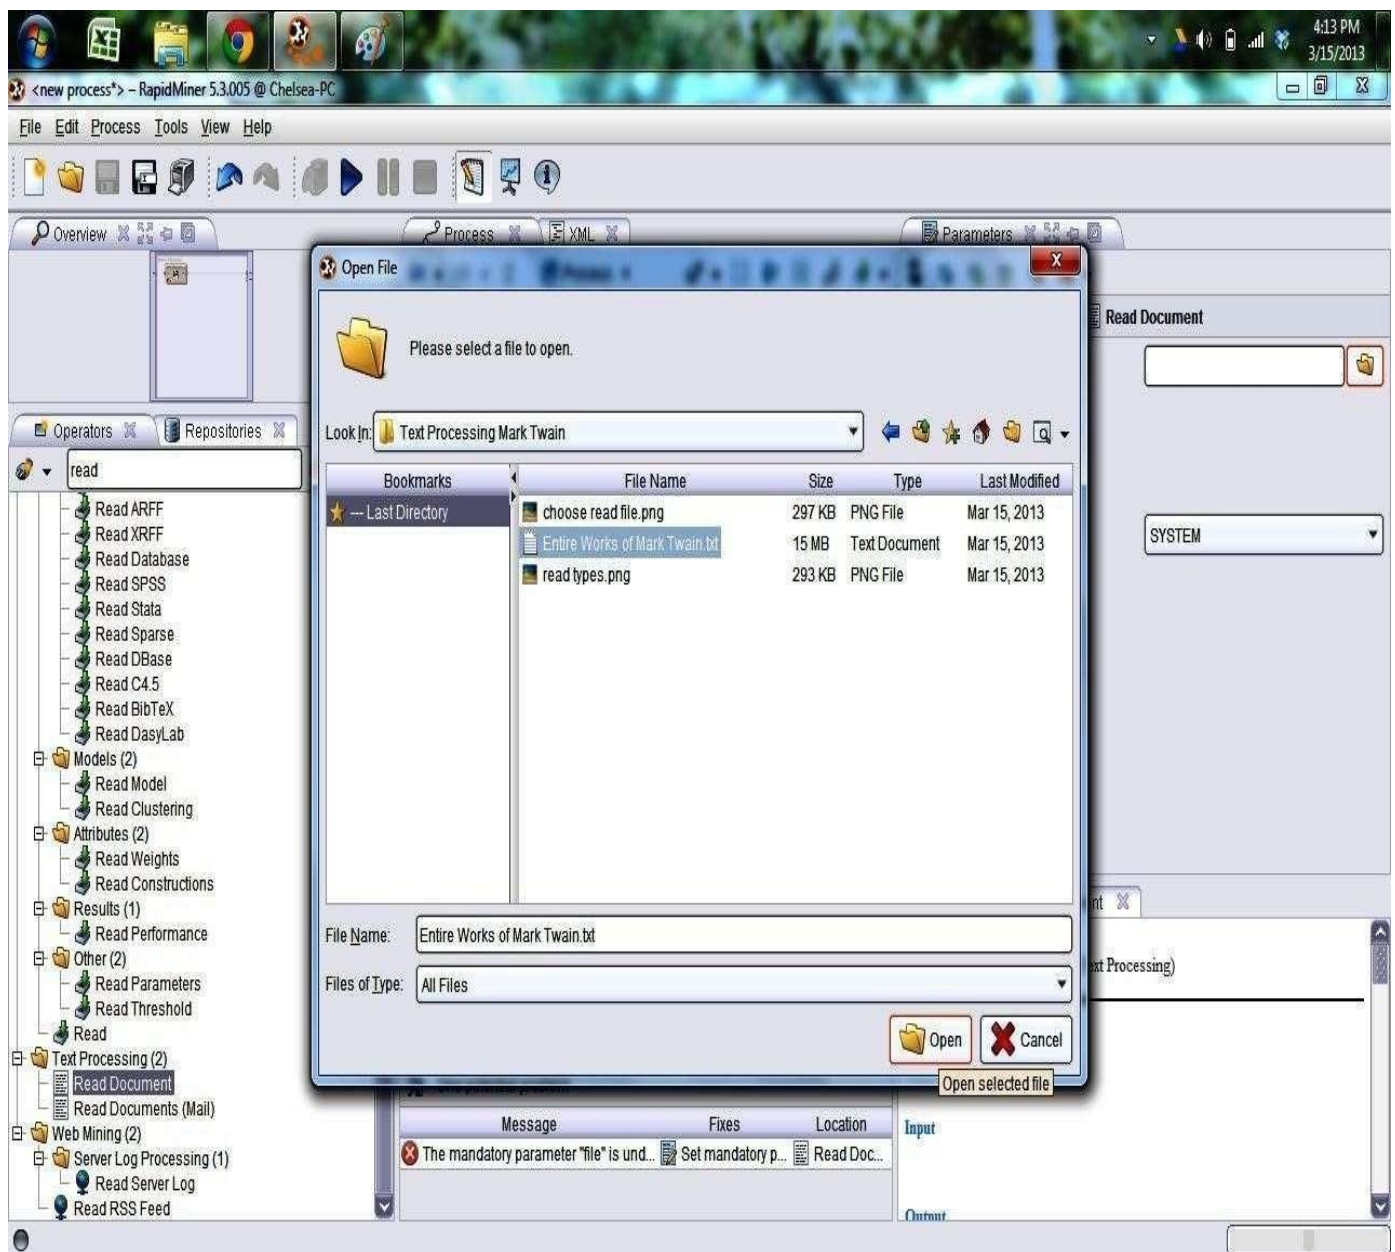 4:13 PM
3/15/2013
<new process*> – RapidMiner 5.3.005 @ Chelsea-PC
File Edit Process Tools View Help
Overview
Process
XML
Parameters
Open File
Please select a file to open.
Read Document
Operators
Repositories
Look In:
Text Processing Mark Twain
read
Bookmarks
File Name
Size
Type
Last Modified
--- Last Directory
choose read file.png 297 KB PNG File Mar 15, 2013
Entire Works of Mark Twain.txt 15 MB Text Document Mar 15, 2013
read types.png 293 KB PNG File Mar 15, 2013
SYSTEM
Read ARFF
Read XRFF
Read Database
Read SPSS
Read Stata
Read Sparse
Read DBase
Read C4.5
Read BibTeX
Read DasyLab
Models (2)
Read Model
Read Clustering
Attributes (2)
Read Weights
Read Constructions
Results (1)
Read Performance
Other (2)
Read Parameters
Read Threshold
Read
Text Processing (2)
Read Document
Read Documents (Mail)
Web Mining (2)
Server Log Processing (1)
Read Server Log
Read RSS Feed
File Name: Entire Works of Mark Twain.txt
Files of Type: All Files
Open
Cancel
Open selected file
nt
ext Processing)
Message
Fixes
Location
The mandatory parameter "file" is und... Set mandatory p... Read Doc...
Input
Output